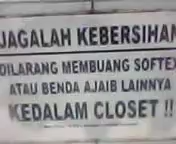 JAGALAH KEBERSIHAN
DILARANG MEMBUANG SOFTEX
ATAU BENDA AJAIB LAINNYA
KEDALAM CLOSET !!